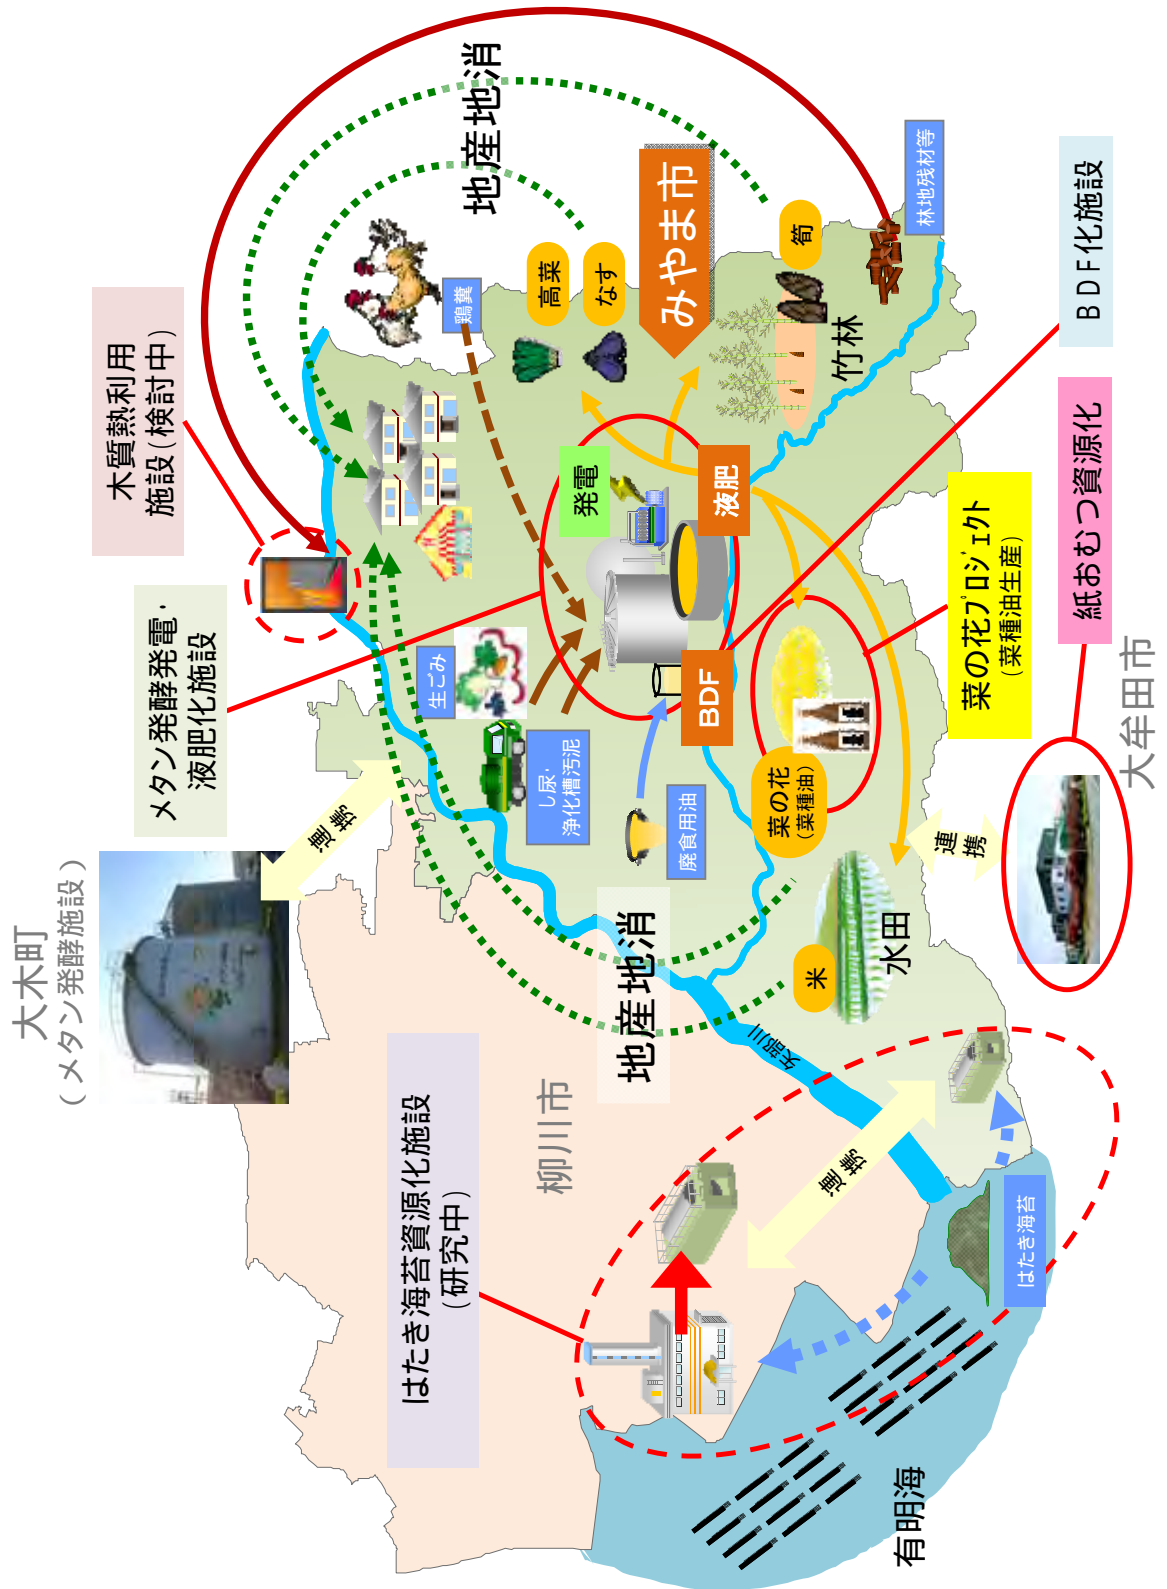 大木町
(メタン発酵施設)
メタン発酵発電・
液肥化施設
木質熱利用
施設(検討中)
はたき海苔資源化施設
(研究中)
柳川市
連携
地産地消
地産地消
生ごみ
し尿・
浄化槽汚泥
鶏糞
高菜
なす
発電
液肥
BDF
廃食用油
みやま市
筍
竹林
林地残材等
菜の花
(菜種油)
米
水田
矢部川
連携
連携
はたき海苔
有明海
BDF化施設
菜の花プロジェクト
(菜種油生産)
紙おむつ資源化
大牟田市